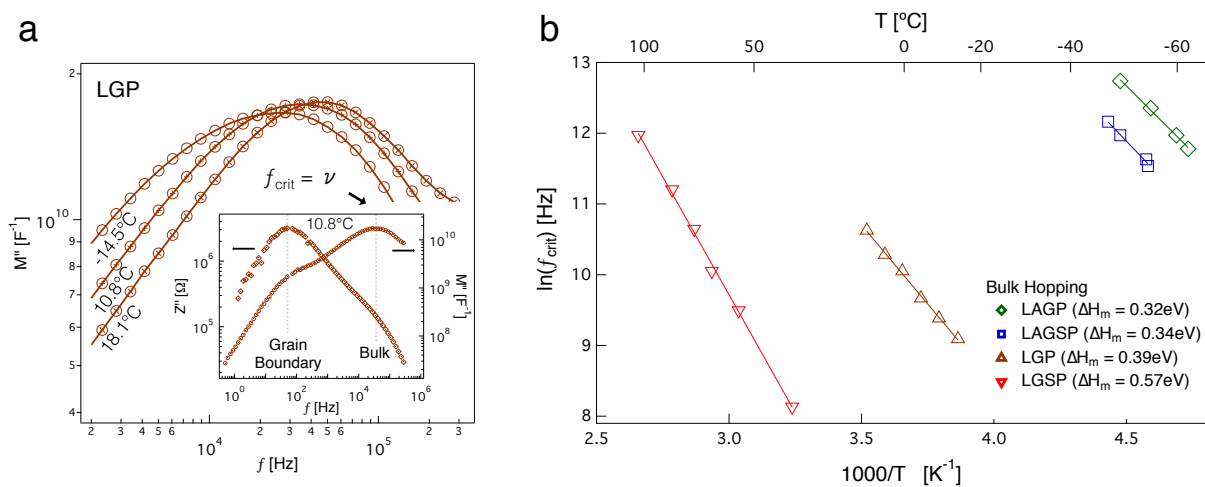 a
LGP
2
10
10
9
8
7
6
5
4
M" [F⁻¹]
-14.5°C
10.8°C
18.1°C
f_crit = ν
10.8°C
10⁶
10⁵
Z" [Ω]
10¹⁰
10⁹
10⁸
M" [F⁻¹]
Grain
Boundary
Bulk
10⁰ 10² 10⁴ 10⁶
f [Hz]
2 3 4 5 6 10⁴ 2 3 4 5 6 10⁵ 2 3
f [Hz]
b
T [ºC]
100 50 0 -20 -40 -60
13
12
11
10
9
8
ln(f_crit) [Hz]
Bulk Hopping
LAGP (ΔH_m = 0.32eV)
LAGSP (ΔH_m = 0.34eV)
LGP (ΔH_m = 0.39eV)
LGSP (ΔH_m = 0.57eV)
2.5 3.0 3.5 4.0 4.5
1000/T [K⁻¹]